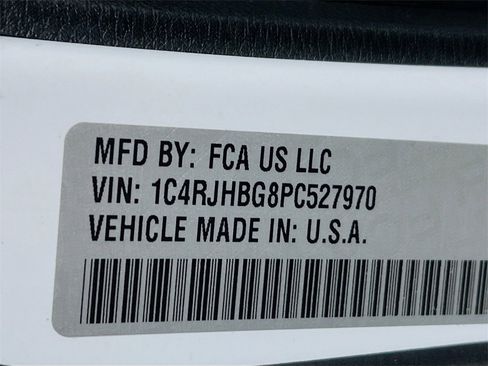 MFD BY: FCA US LLC
VIN: 1C4RJHBG8PC527970
VEHICLE MADE IN: U.S.A.